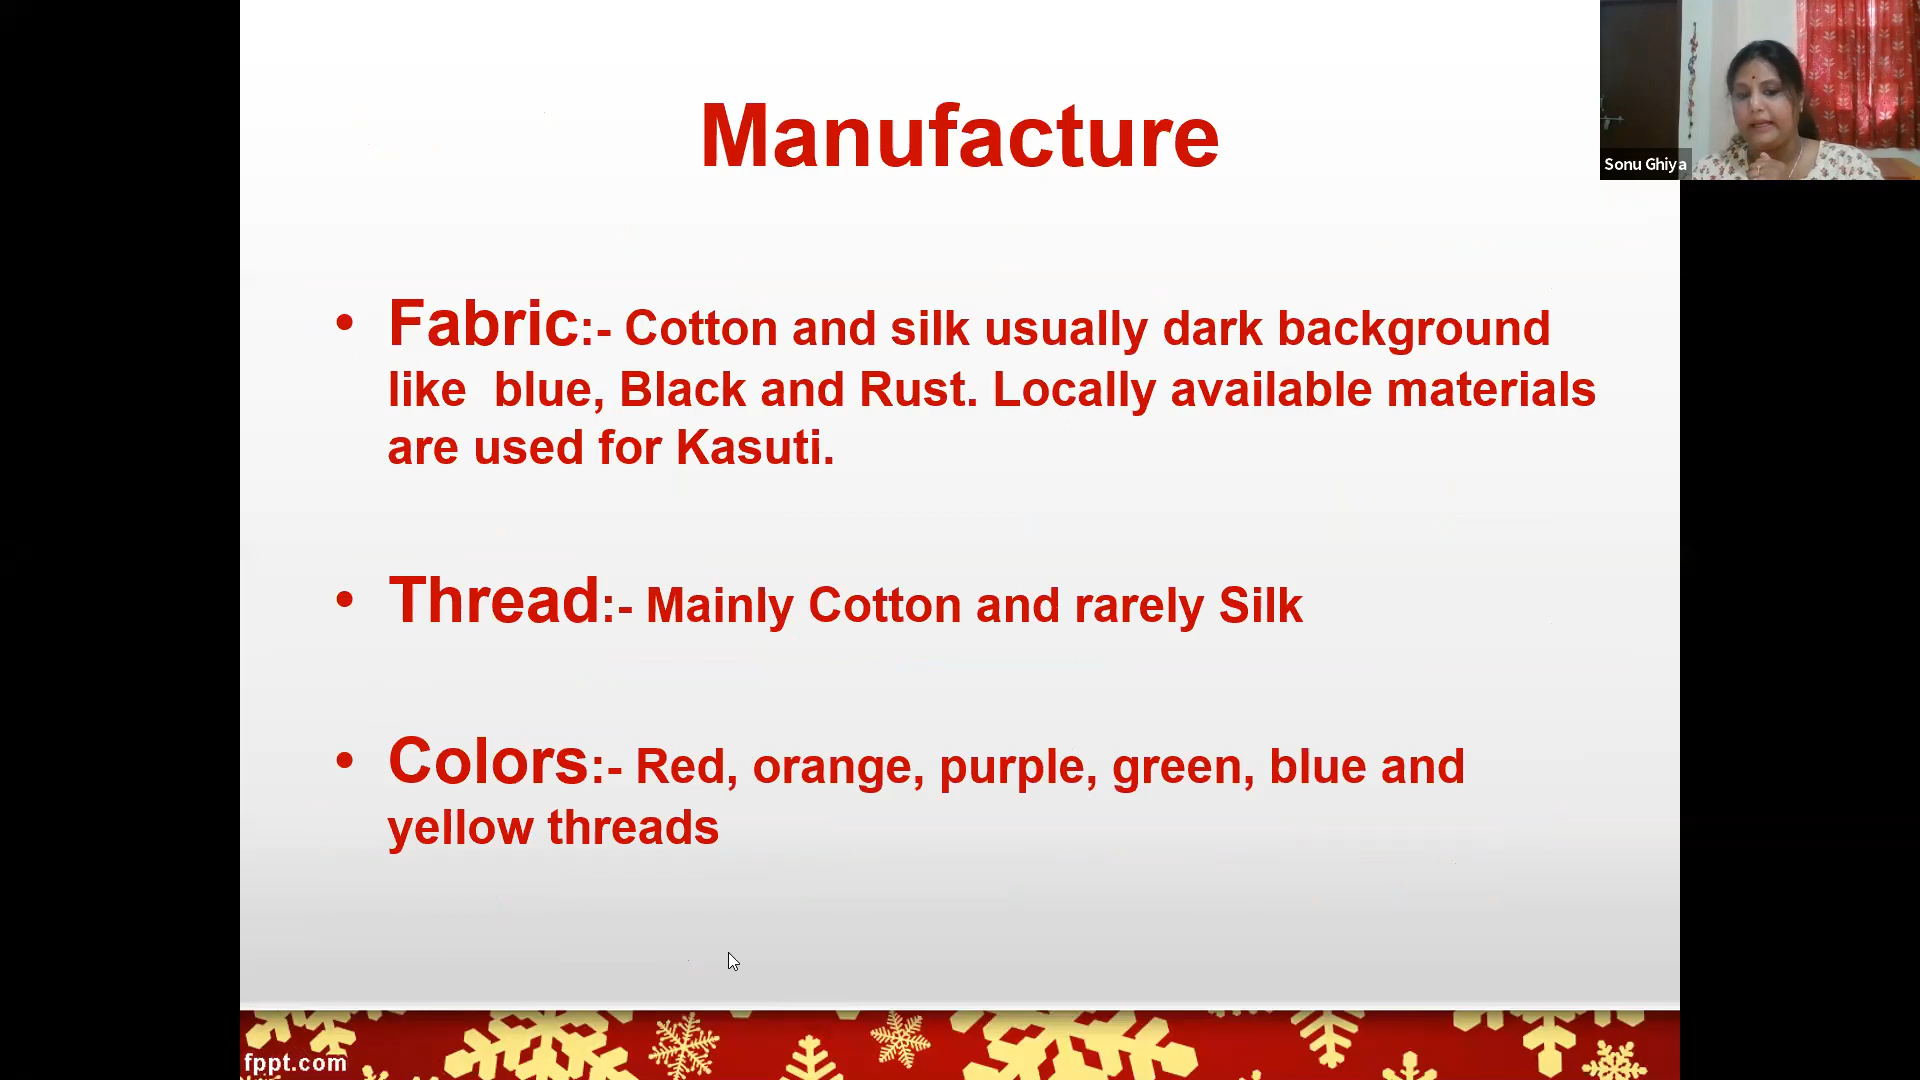 Manufacture
Sonu Ghiya
• Fabric:- Cotton and silk usually dark background
like  blue, Black and Rust. Locally available materials
are used for Kasuti.
• Thread:- Mainly Cotton and rarely Silk
• Colors:- Red, orange, purple, green, blue and
yellow threads
fppt.com